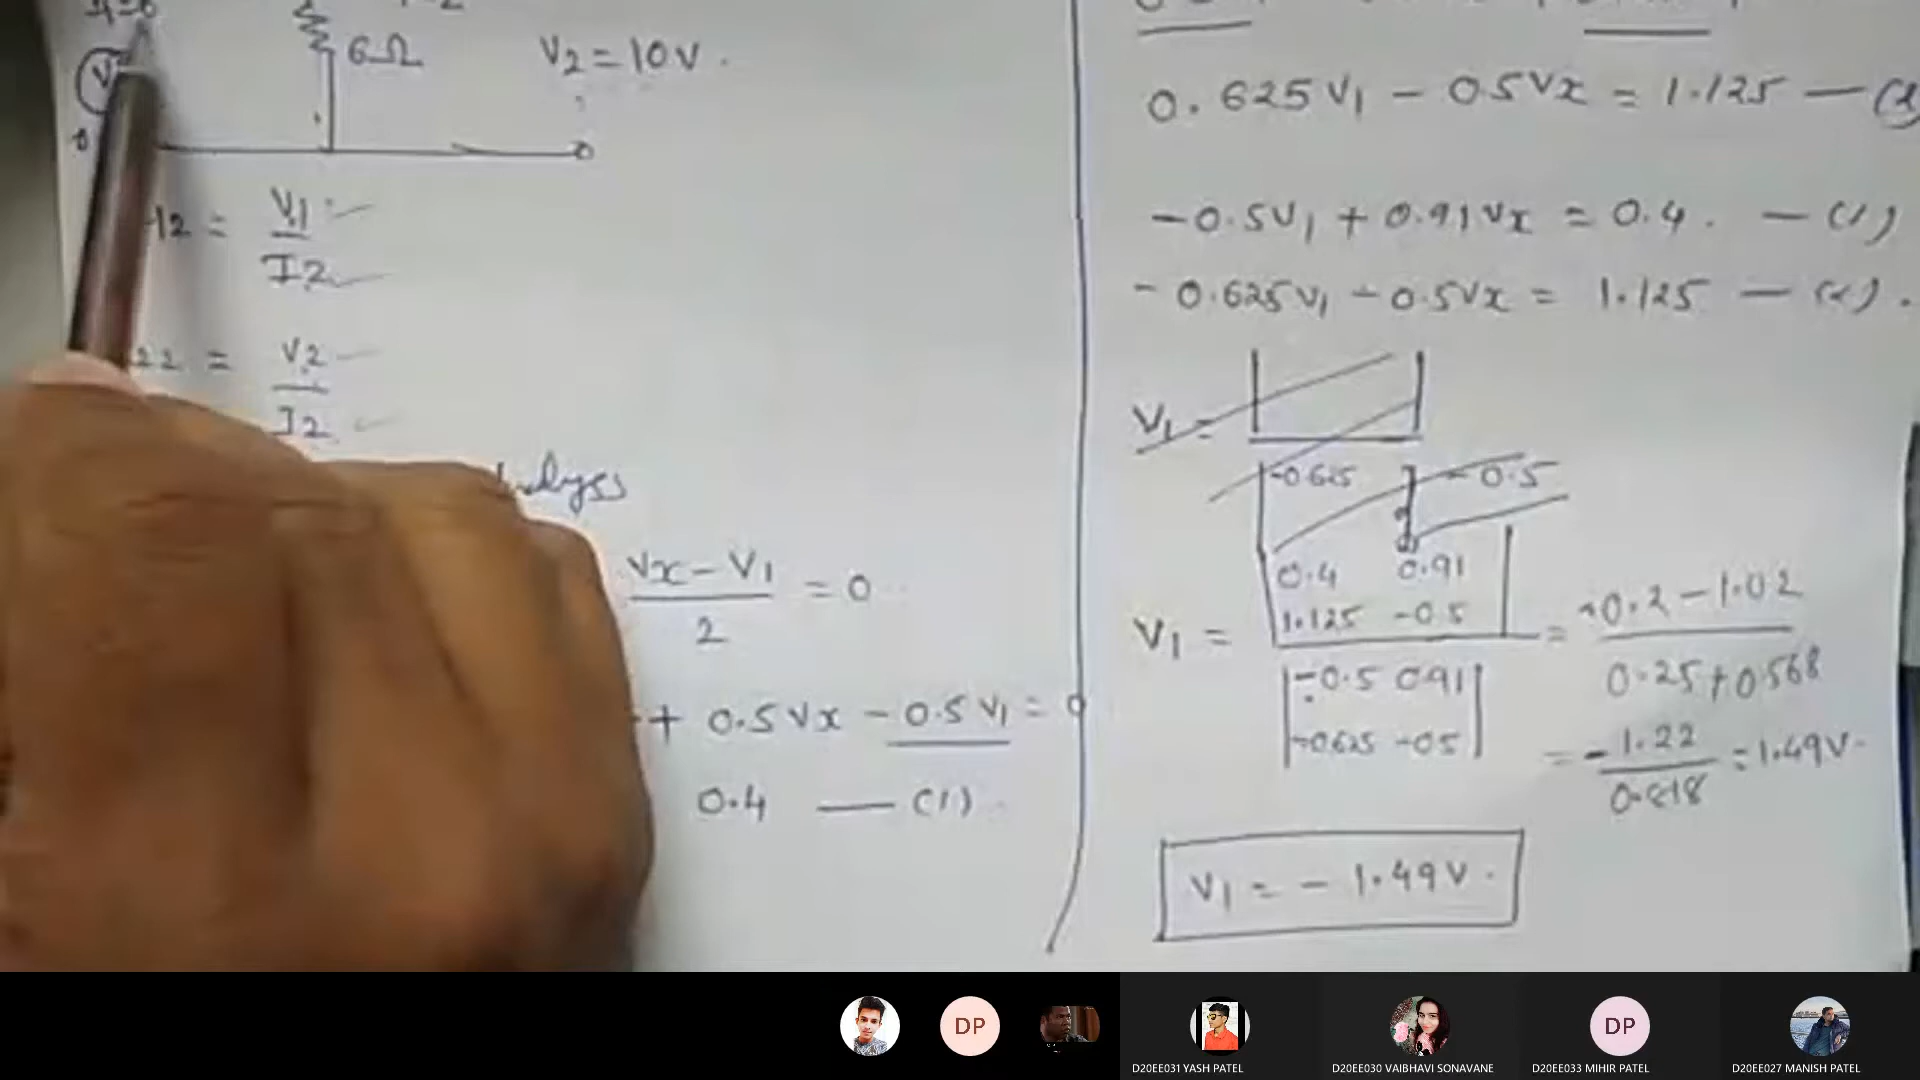 6Ω
V2 = 10V.
12 = V1 / I2
22 = V2 / I2
Vx - V1 / 2 = 0
+ 0.5Vx - 0.5V1 = 0
0.4 — (1)
0.625V1 - 05Vx = 1.125 —
-0.5V1 + 0.91Vx = 0.4. — (1)
-0.625V1 - 0.5Vx = 1.125 — (2).
V1 =
-0.625 - 0.5
0.4 0.91
1.125 -0.5
V1 = = -0.2 - 1.02
0.25 + 0.568
-0.5 0.91
-0.625 -0.5
= -1.22 / 0.818 = 1.49V.
V1 = - 1.49V.
DP
DP
D20EE031 YASH PATEL
D20EE030 VAIBHAVI SONAVANE
D20EE033 MIHIR PATEL
D20EE027 MANISH PATEL